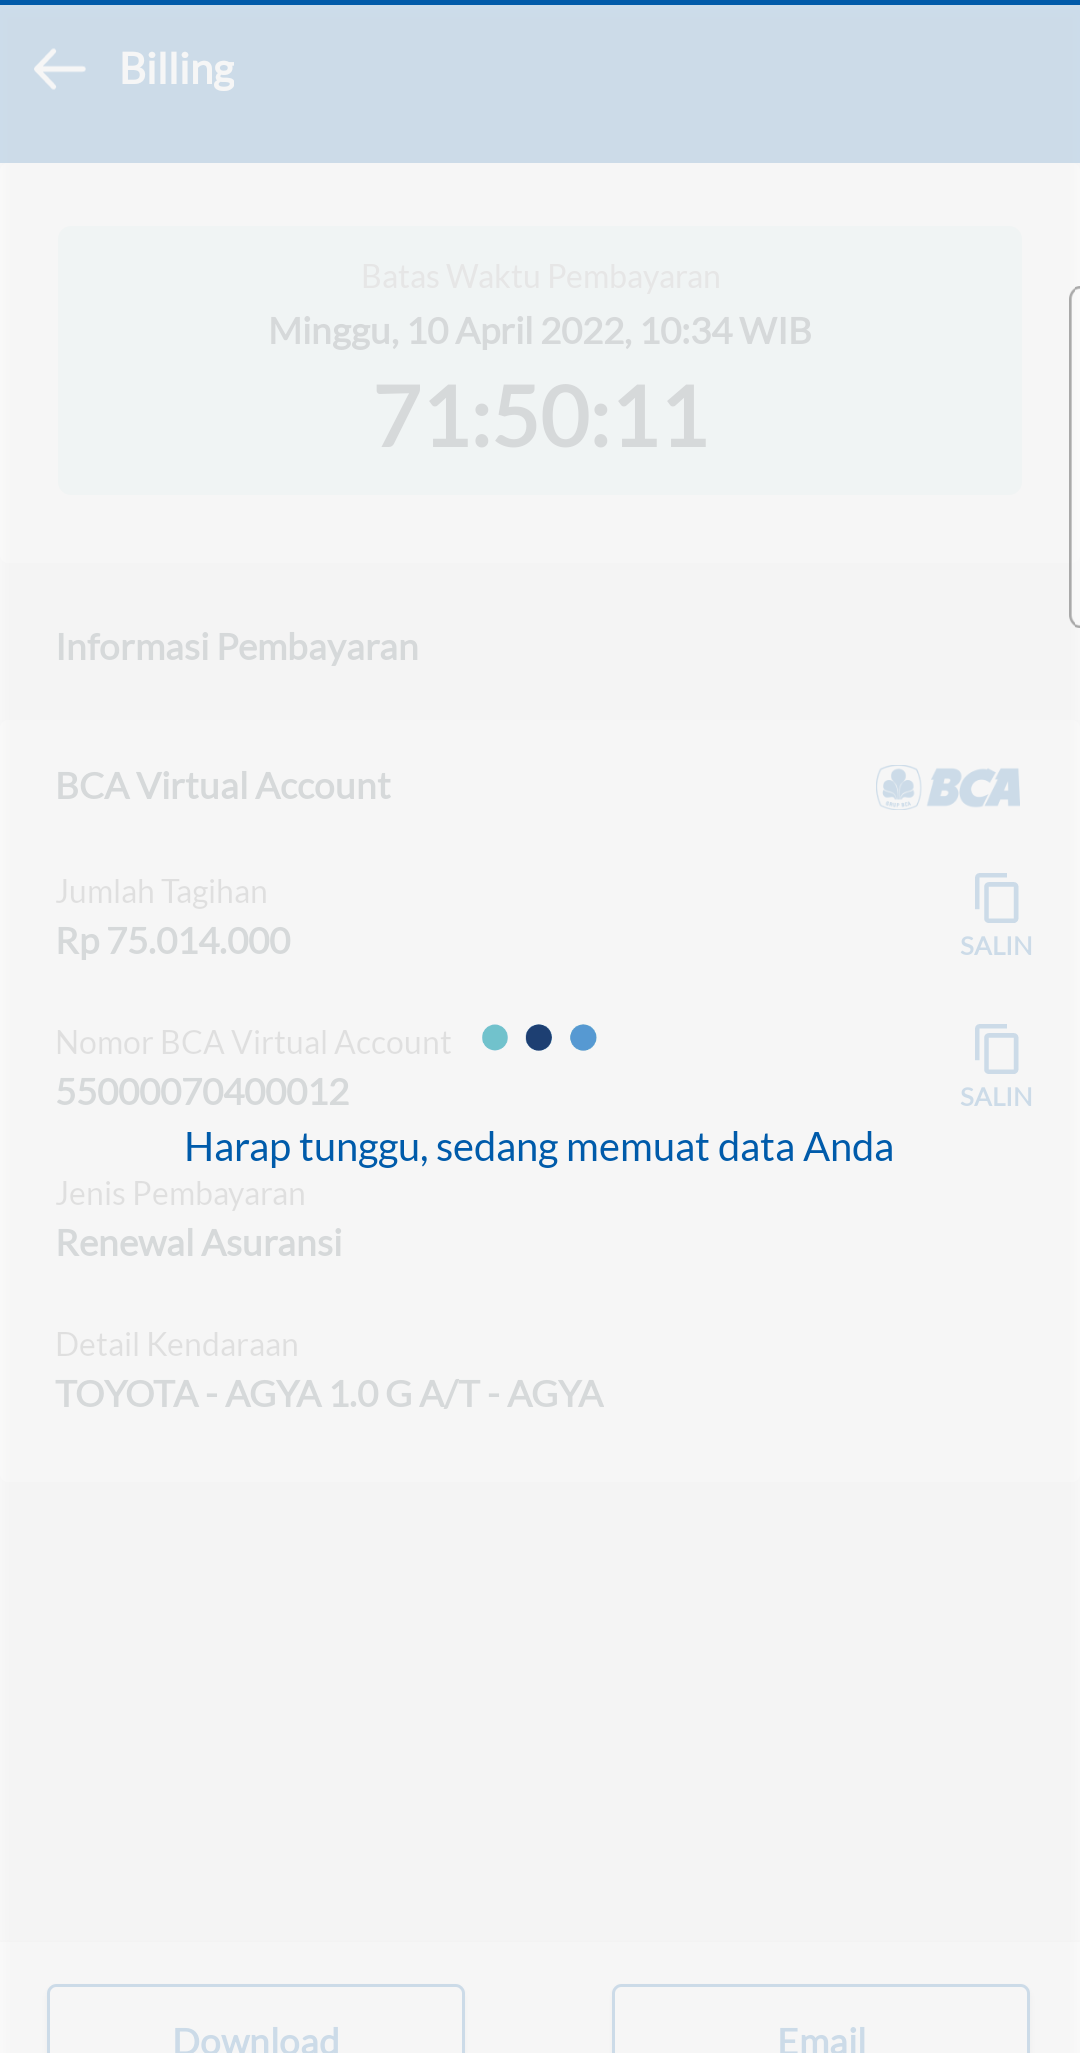 Billing
Batas Waktu Pembayaran
Minggu, 10 April 2022, 10:34 WIB
71:50:11
Informasi Pembayaran
BCA Virtual Account
BCA
Jumlah Tagihan
Rp 75.014.000
SALIN
Nomor BCA Virtual Account
55000070400012
SALIN
Harap tunggu, sedang memuat data Anda
Jenis Pembayaran
Renewal Asuransi
Detail Kendaraan
TOYOTA - AGYA 1.0 G A/T - AGYA
Download
Email